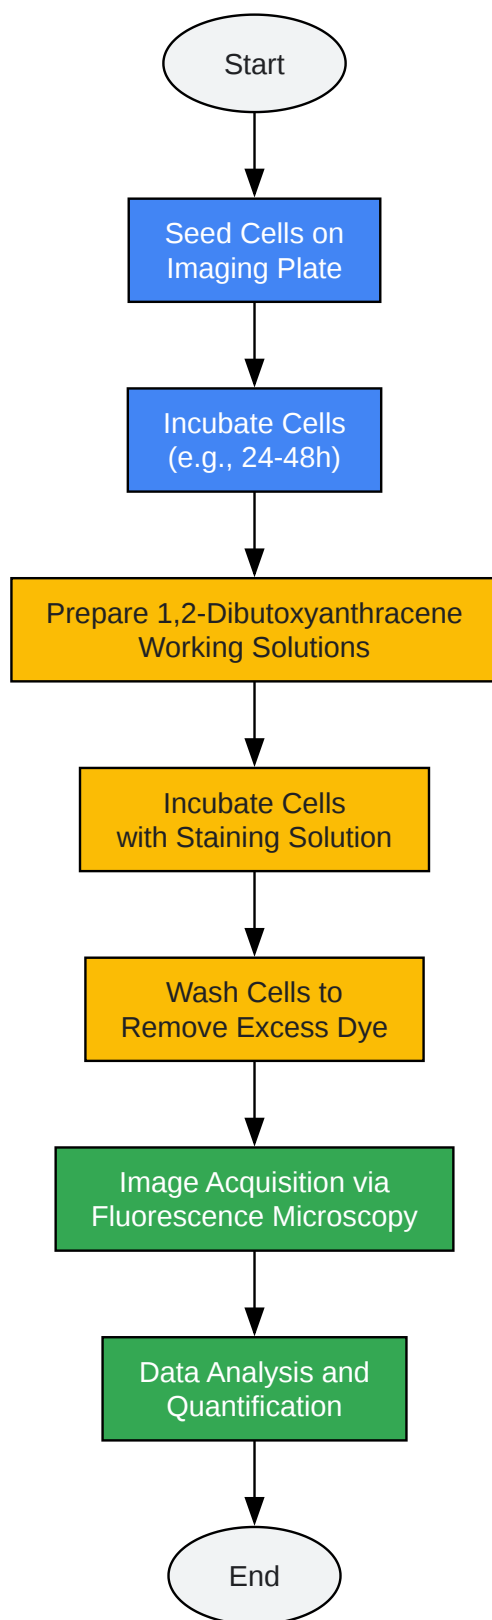 Start
Seed Cells on
Imaging Plate
Incubate Cells
(e.g., 24-48h)
Prepare 1,2-Dibutoxyanthracene
Working Solutions
Incubate Cells
with Staining Solution
Wash Cells to
Remove Excess Dye
Image Acquisition via
Fluorescence Microscopy
Data Analysis and
Quantification
End